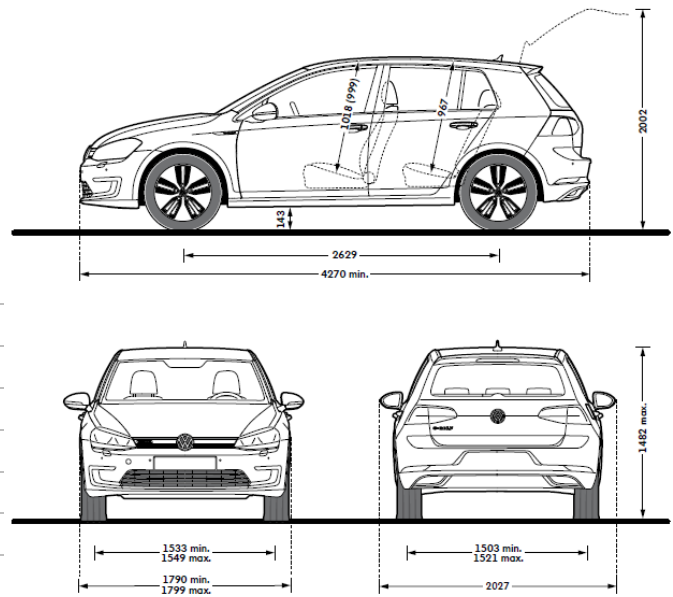 1018 (999)
967
2002
143
2629
4270 min.
1482 max.
1533 min.
1549 max.
1503 min.
1521 max.
1790 min.
1799 max.
2027